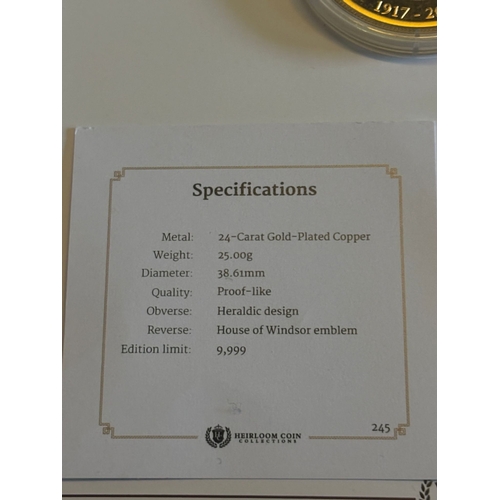 1917 - 20
Specifications
Metal: 24-Carat Gold-Plated Copper
Weight: 25.00g
Diameter: 38.61mm
Quality: Proof-like
Obverse: Heraldic design
Reverse: House of Windsor emblem
Edition limit: 9,999
HEIRLOOM COIN
COLLECTIONS
245